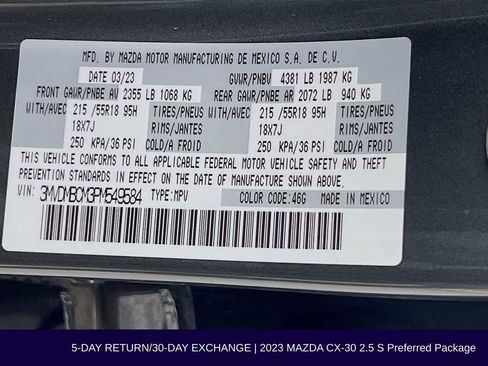 MFD. BY MAZDA MOTOR MANUFACTURING DE MEXICO S.A. DE C.V.
DATE 03/23 GVWR/PNBV 4381 LB 1987 KG
FRONT GAWR/PNBE AV 2355 LB 1068 KG REAR GAWR/PNBE AR 2072 LB 940 KG
WITH/AVEC 215 /55R18 95H TIRES/PNEUS WITH/AVEC 215 /55R18 95H TIRES/PNEUS
18X7J RIMS/JANTES 18X7J RIMS/JANTES
250 KPA/36 PSI COLD/A FROID 250 KPA/36 PSI COLD/A FROID
THIS VEHICLE CONFORMS TO ALL APPLICABLE FEDERAL MOTOR VEHICLE SAFETY AND THEFT
PREVENTION STANDARDS IN EFFECT ON THE DATE OF MANUFACTURE SHOWN ABOVE.
VIN: 3MVDMBCM3PM549584 TYPE:MPV COLOR CODE:46G MADE IN MEXICO
5-DAY RETURN/30-DAY EXCHANGE | 2023 MAZDA CX-30 2.5 S Preferred Package